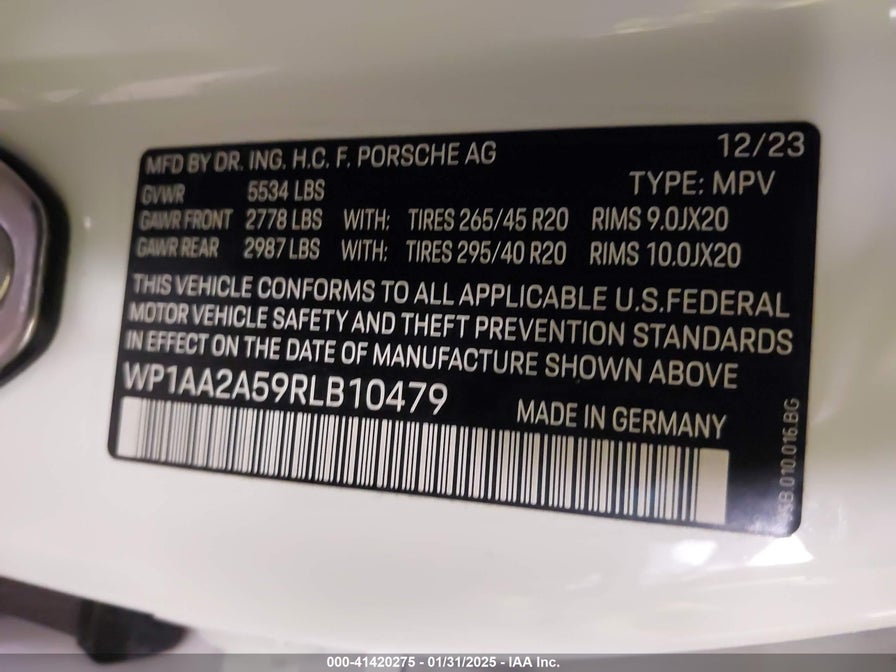 MFD BY DR. ING. H.C. F. PORSCHE AG 12/23
GVWR 5534 LBS TYPE: MPV
GAWR FRONT 2778 LBS WITH: TIRES 265/45 R20 RIMS 9.0JX20
GAWR REAR 2987 LBS WITH: TIRES 295/40 R20 RIMS 10.0JX20
THIS VEHICLE CONFORMS TO ALL APPLICABLE U.S.FEDERAL
MOTOR VEHICLE SAFETY AND THEFT PREVENTION STANDARDS
IN EFFECT ON THE DATE OF MANUFACTURE SHOWN ABOVE
WP1AA2A59RLB10479
MADE IN GERMANY
000-41420275 - 01/31/2025 - IAA Inc.